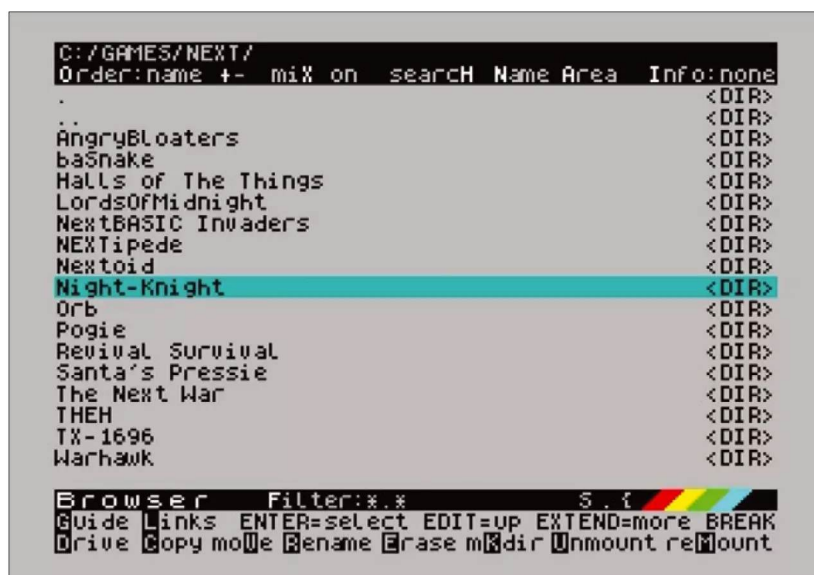 C:/GAMES/NEXT/
Order:name +- miX on searcH Name Area Info:none
. <DIR>
.. <DIR>
AngryBloaters <DIR>
baSnake <DIR>
Halls of The Things <DIR>
LordsOfMidnight <DIR>
NextBASIC Invaders <DIR>
NEXTipede <DIR>
Nextoid <DIR>
Night-Knight <DIR>
Orb <DIR>
Pogie <DIR>
Revival Survival <DIR>
Santa's Pressie <DIR>
The Next War <DIR>
THEH <DIR>
TX-1696 <DIR>
Warhawk <DIR>
Browser Filter:*.* S..{
Guide Links ENTER=select EDIT=up EXTEND=more BREAK
Drive Copy moVe Rename Erase mKdir Unmount reMount